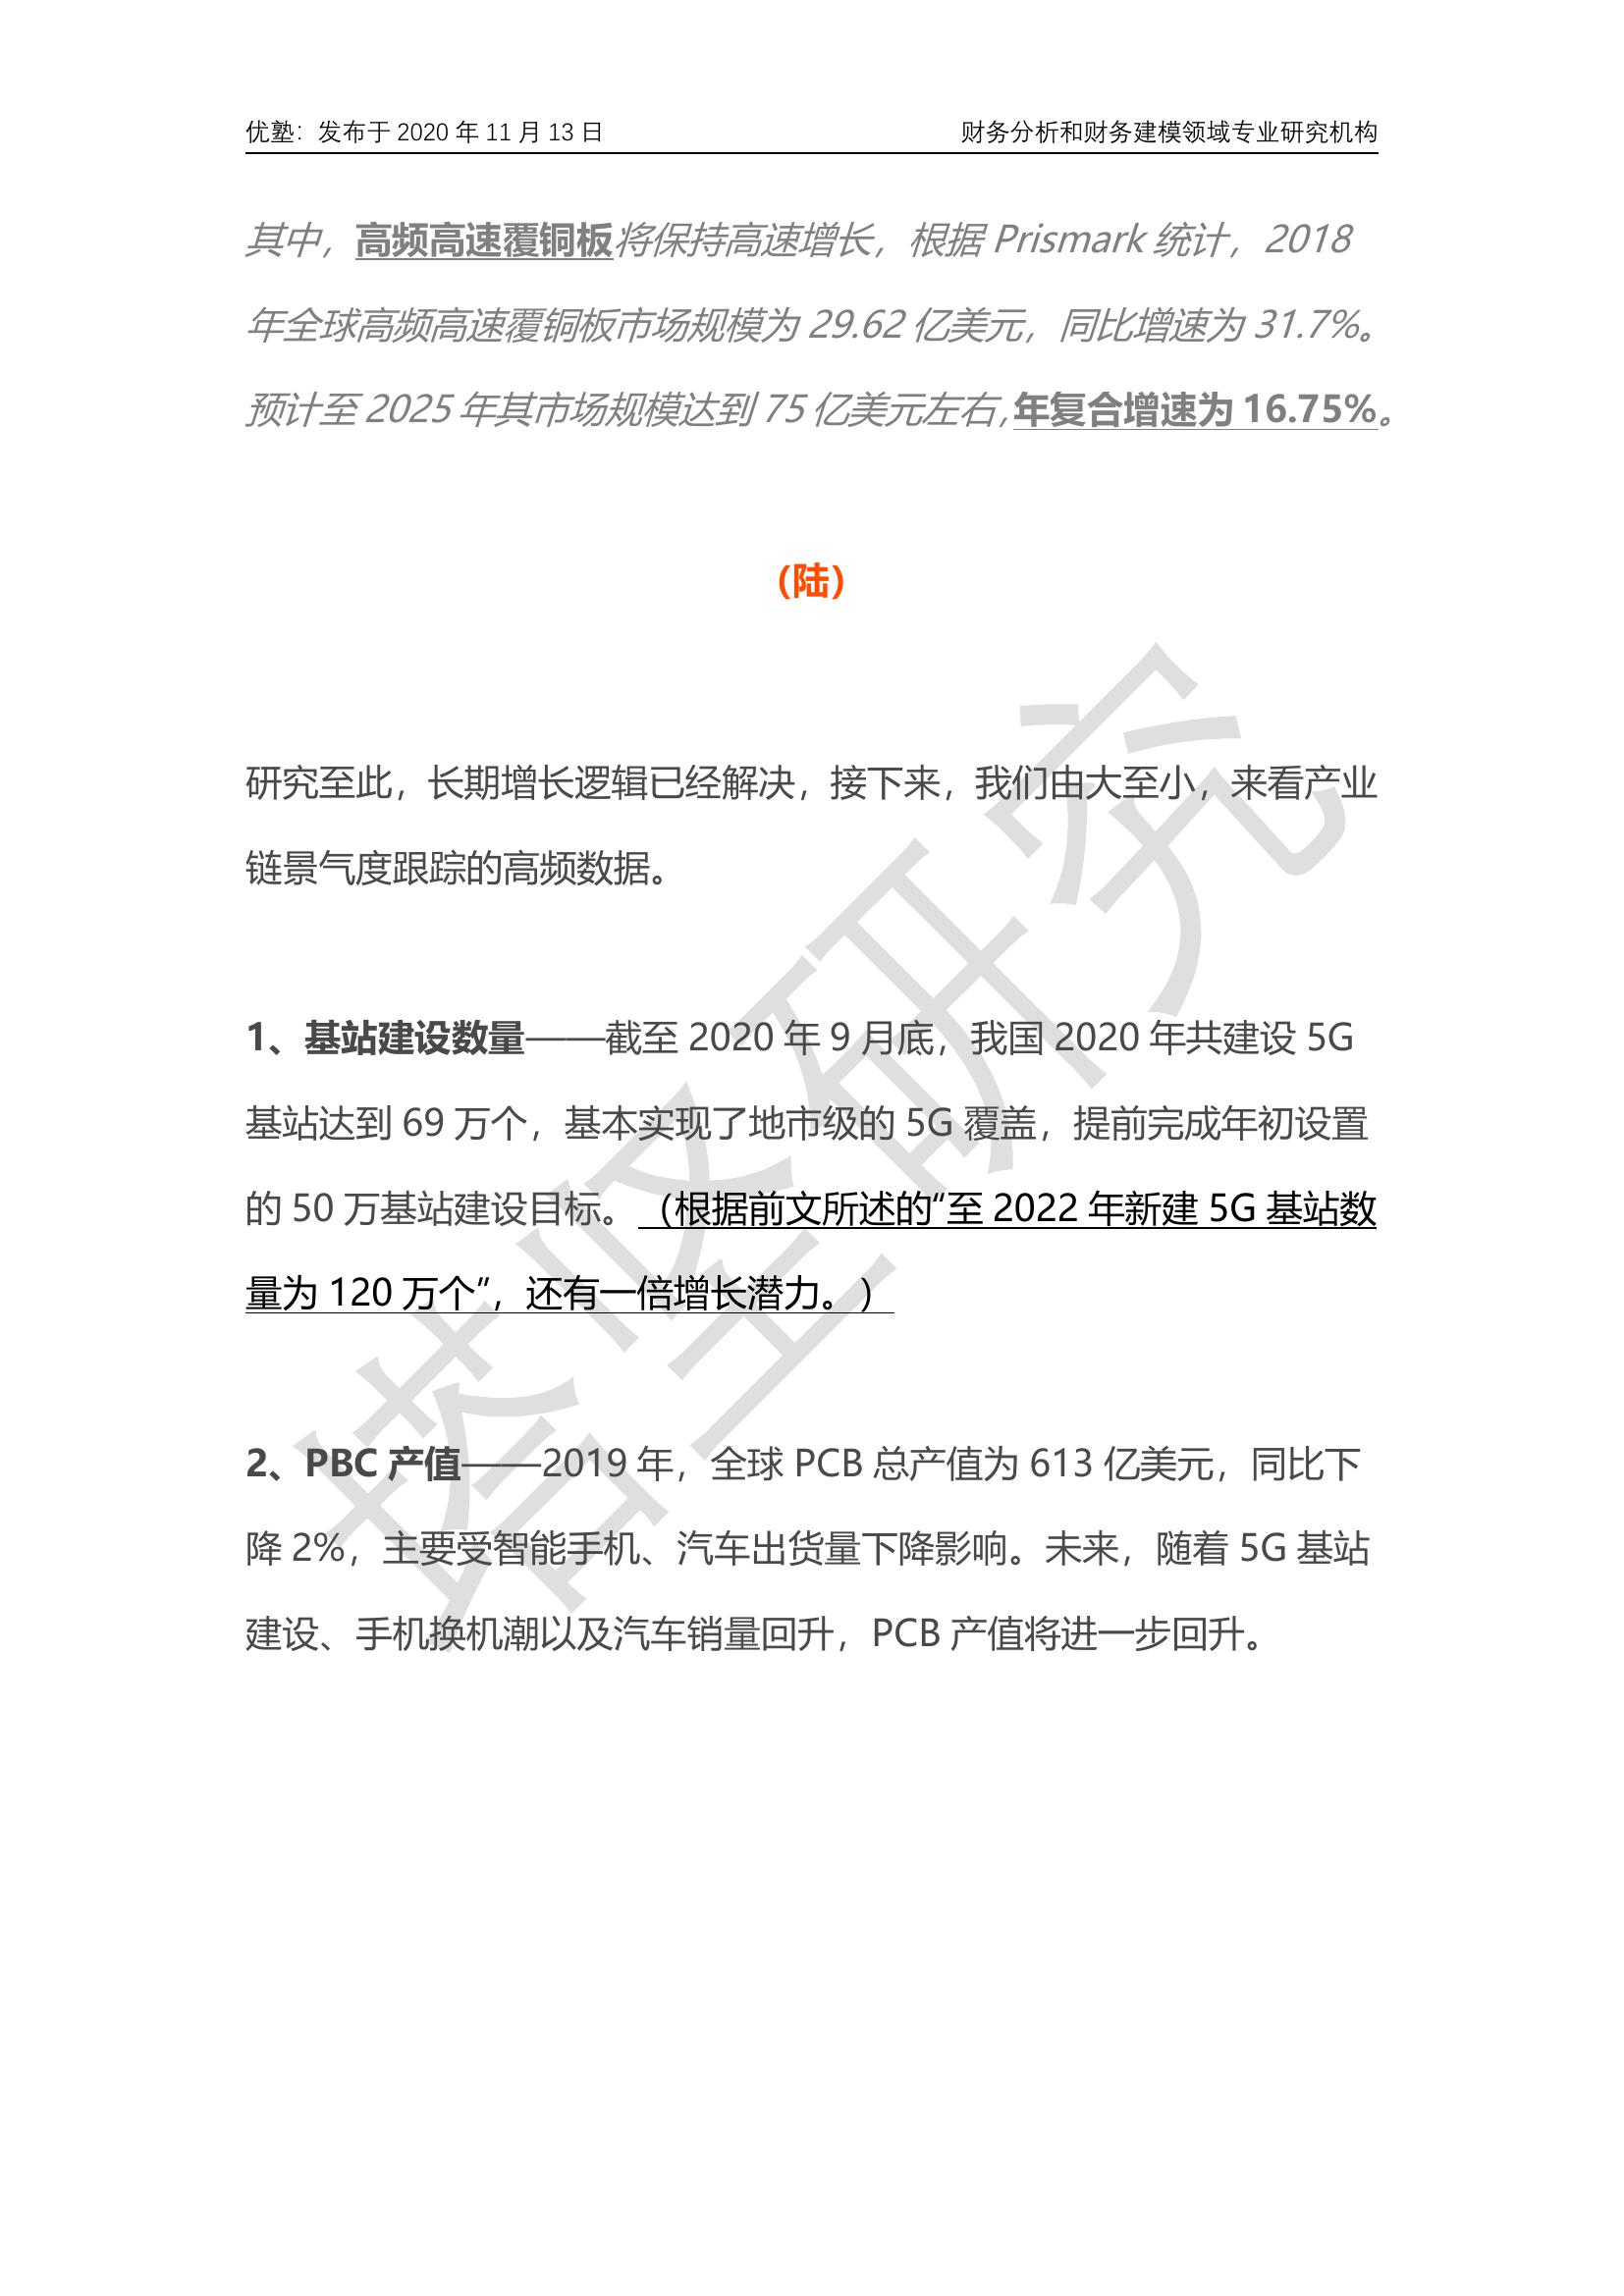 优塾：发布于 2020 年 11 月 13 日 财务分析和财务建模领域专业研究机构
其中，高频高速覆铜板将保持高速增长，根据 Prismark 统计，2018
年全球高频高速覆铜板市场规模为 29.62 亿美元，同比增速为 31.7%。
预计至 2025 年其市场规模达到 75 亿美元左右，年复合增速为 16.75%。
（陆）
研究至此，长期增长逻辑已经解决，接下来，我们由大至小，来看产业
链景气度跟踪的高频数据。
1、基站建设数量——截至 2020 年 9 月底，我国 2020 年共建设 5G
基站达到 69 万个，基本实现了地市级的 5G 覆盖，提前完成年初设置
的 50 万基站建设目标。（根据前文所述的“至 2022 年新建 5G 基站数
量为 120 万个”，还有一倍增长潜力。）
2、PBC 产值——2019 年，全球 PCB 总产值为 613 亿美元，同比下
降 2%，主要受智能手机、汽车出货量下降影响。未来，随着 5G 基站
建设、手机换机潮以及汽车销量回升，PCB 产值将进一步回升。
塔坚研究